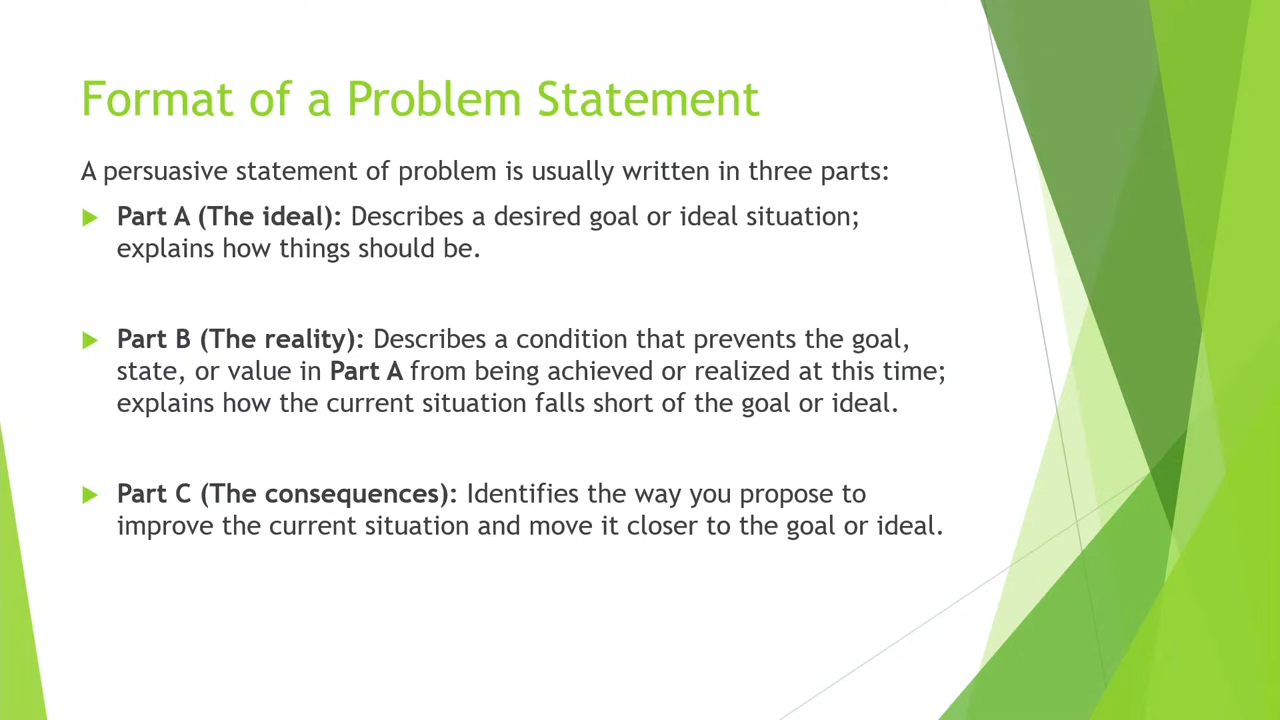 Format of a Problem Statement
A persuasive statement of problem is usually written in three parts:
Part A (The ideal): Describes a desired goal or ideal situation;
explains how things should be.
Part B (The reality): Describes a condition that prevents the goal,
state, or value in Part A from being achieved or realized at this time;
explains how the current situation falls short of the goal or ideal.
Part C (The consequences): Identifies the way you propose to
improve the current situation and move it closer to the goal or ideal.